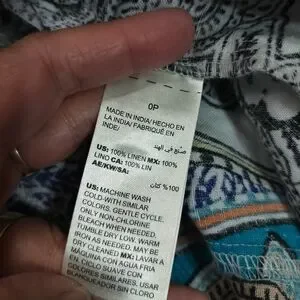 0P
MADE IN INDIA/ HECHO EN
LA INDIA/ FABRIQUÉ EN
INDE/
صنع في الهند
US: 100% LINEN MX: 100%
LINO CA: 100% LIN
AE/KW/SA:
100% كتان
US: MACHINE WASH
COLD-WITH SIMILAR
COLORS, GENTLE CYCLE.
ONLY NON-CHLORINE
BLEACH WHEN NEEDED.
TUMBLE DRY LOW. WARM
IRON AS NEEDED. MAY BE
DRY-CLEANED MX: LAVAR A
MAQUINA CON AGUA FRIA
EN. CICLO SUAVE CON
COLORES SIMILARES. USAR
BLANQUEADOR SIN CLORO